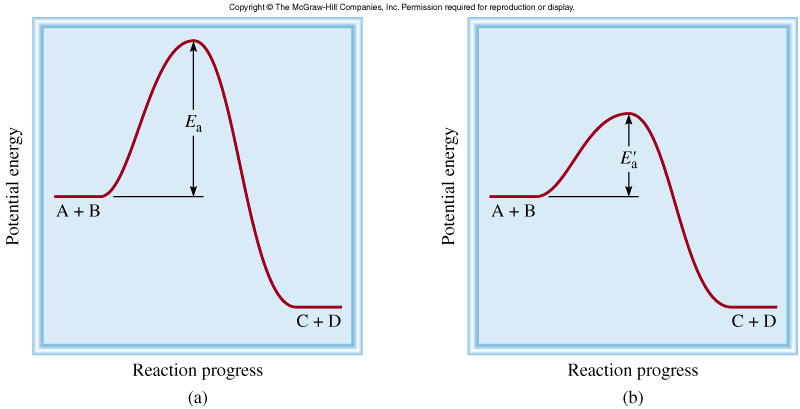 Copyright © The McGraw-Hill Companies, Inc. Permission required for reproduction or display.
Potential energy
Eₐ
A + B
C + D
Reaction progress
(a)
Potential energy
E′ₐ
A + B
C + D
Reaction progress
(b)